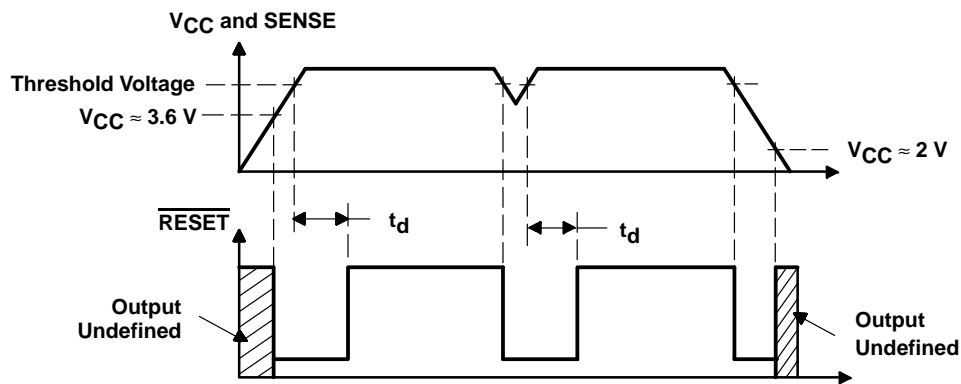 VCC and SENSE
Threshold Voltage
VCC ≈ 3.6 V
VCC ≈ 2 V
RESET
td
td
Output
Undefined
Output
Undefined